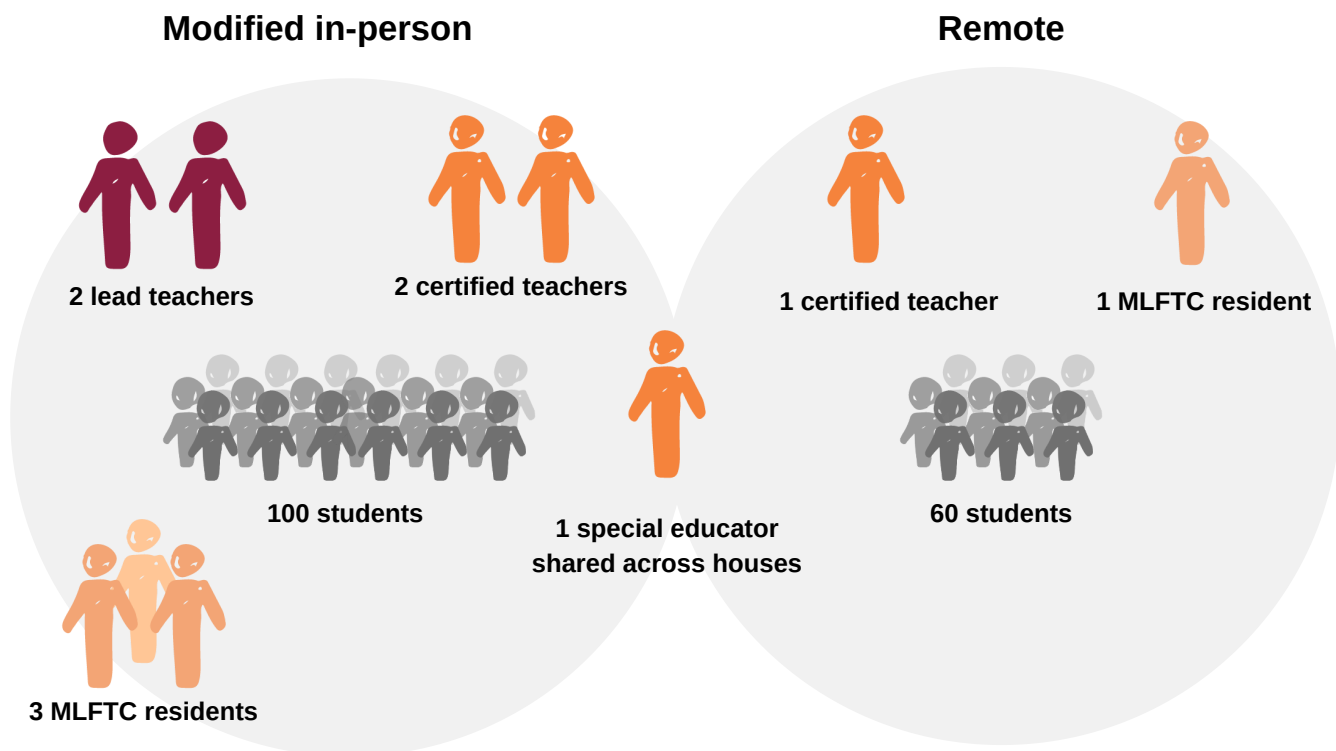 Modified in-person
Remote
2 lead teachers
2 certified teachers
1 certified teacher
1 MLFTC resident
100 students
1 special educator
shared across houses
60 students
3 MLFTC residents